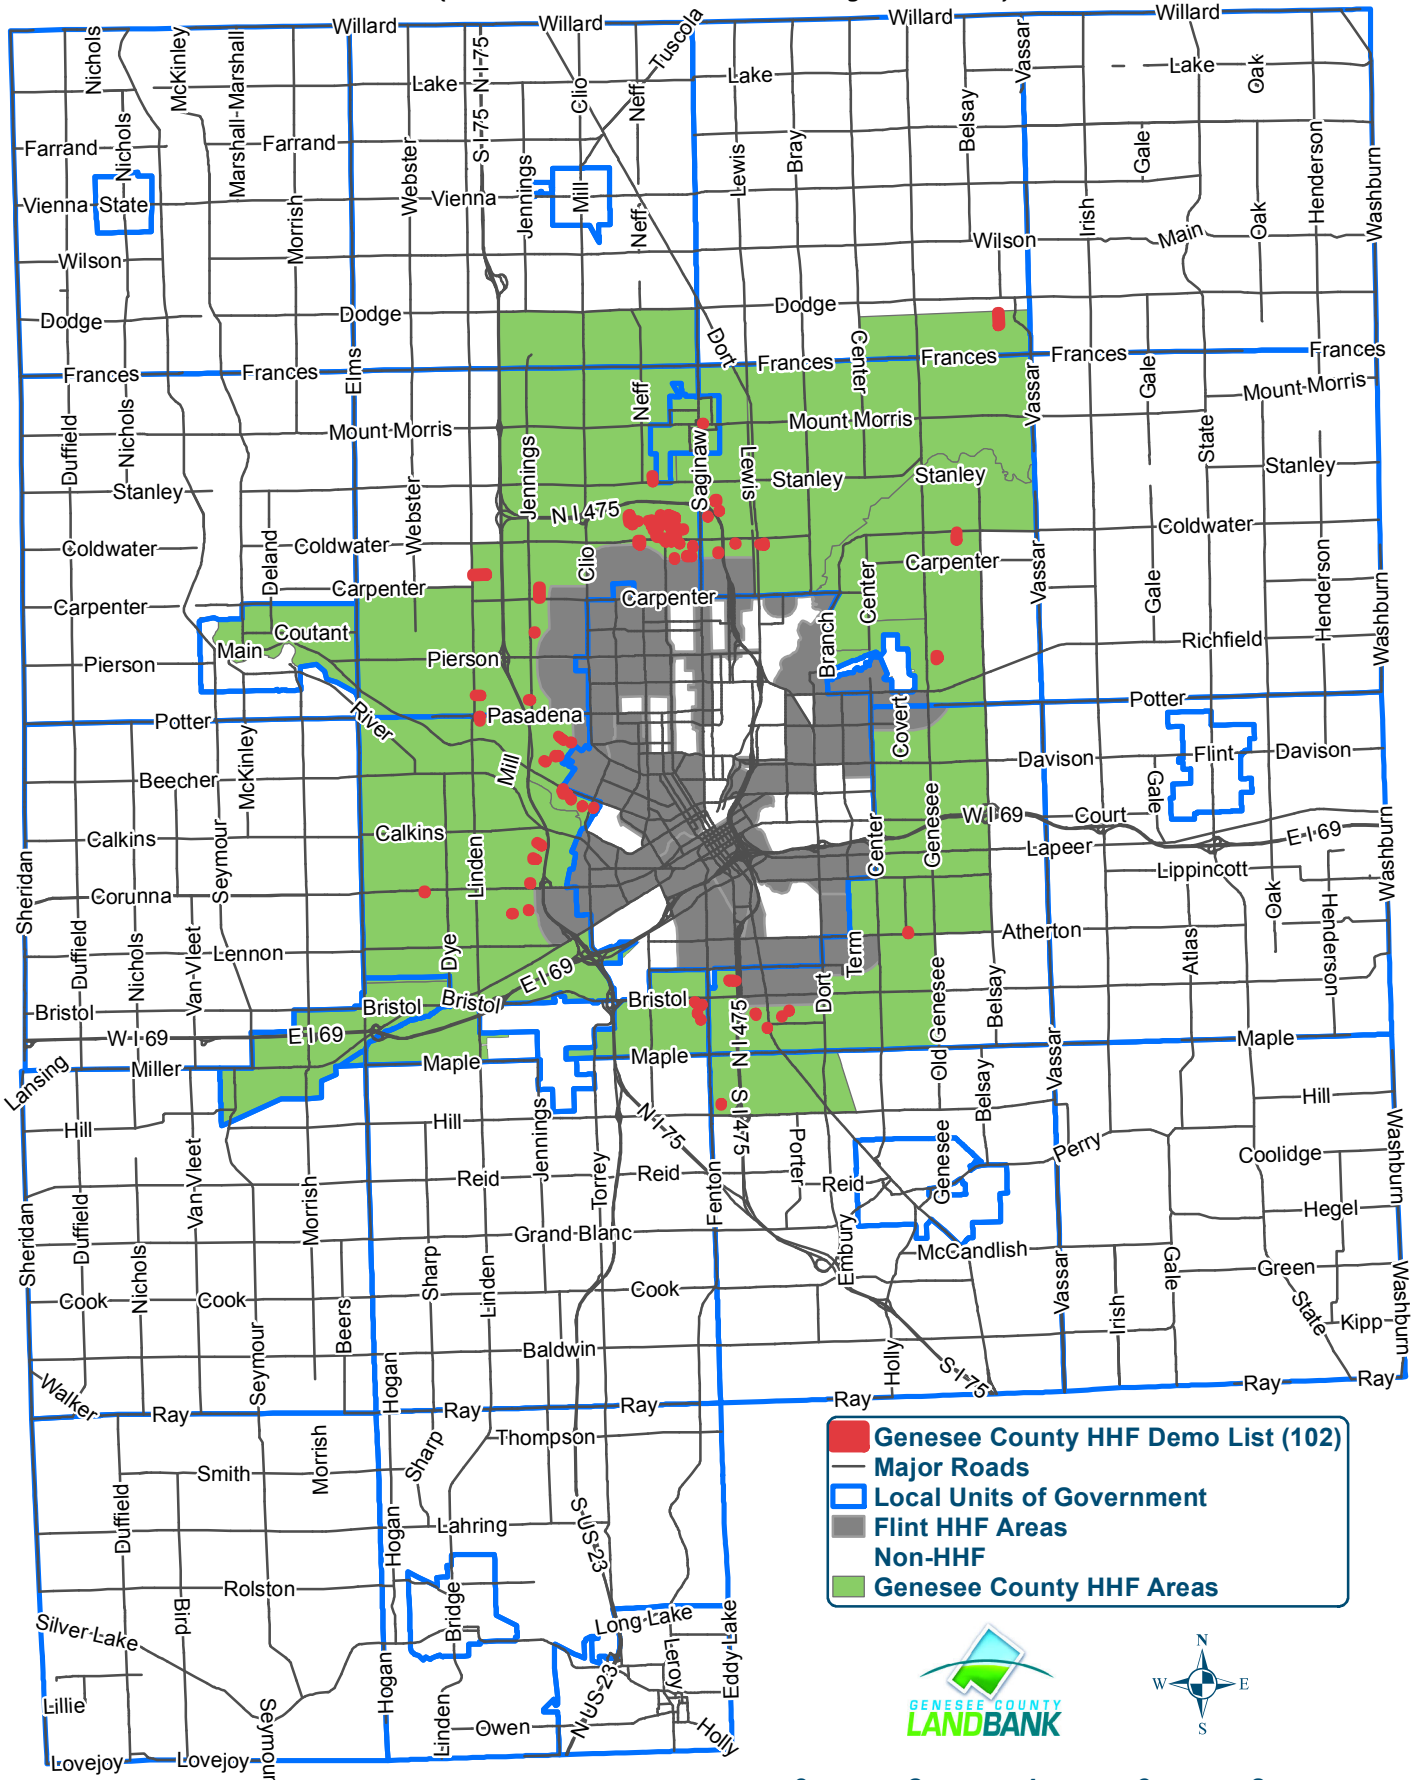 Willard Willard Willard Willard
Nichols McKinley Marshall-Marshall N I-75 S I-75 Clio Tuscola Neff Vassar Oak
Lake Lake Lake
Farrand Nichols Farrand Webster Jennings Lewis Bray Belsay Gale Henderson Washburn
Vienna State Morrish Vienna Mill Neff Irish Main Oak
Wilson Wilson
Dodge Dodge Dodge
Elms Dort Center
Frances Frances Frances Frances Frances Frances
Duffield Nichols Neff Vassar Gale Mount-Morris
Mount-Morris Mount Morris State
Jennings Saginaw Lewis
Stanley Stanley Stanley Stanley
N I 475
Webster Coldwater
Coldwater Deland Coldwater Clio Center Vassar Gale Henderson Washburn
Carpenter Carpenter Carpenter Carpenter
Coutant Branch
Main Pierson Richfield
Pierson
Potter River Pasadena Covert Potter
McKinley Mill
Beecher Davison Gale Flint Davison
Calkins Calkins Genesee W I 69 Court E I 69
Sheridan Seymour Linden Center Lapeer Washburn
Corunna Lippincott Oak Henderson
Duffield Nichols Van-Vleet Lennon Dye E I 69 Term Atherton Atlas
Bristol Bristol Bristol Bristol Dort Old Genesee Belsay
W I 69 E I 69 N I 475
Lansing Miller Maple Maple Vassar Maple
Hill Hill Jennings N I-75 S I 475 Belsay Hill
Van-Vleet Porter Genesee Perry Coolidge Washburn
Reid Reid Reid
Sheridan Duffield Morrish Torrey Fenton Hegel
Nichols Sharp Linden Grand Blanc Embury McCandlish
Vassar Gale Green
Cook Cook Cook Irish State Washburn
Seymour Beers Kipp
Baldwin Holly S I-75
Walker Hogan
Ray Ray Ray Ray Ray Ray
Sharp Thompson
Smith Morrish
Duffield Hogan Lahring S-US-23
Rolston Bridge
Bird Long-Lake
Silver Lake Leroy Eddy Lake
Lillie Hogan N-US-23
Seymour Linden Owen Holly
Lovejoy Lovejoy
Genesee County HHF Demo List (102)
Major Roads
Local Units of Government
Flint HHF Areas
Non-HHF
Genesee County HHF Areas
GENESEE COUNTY
LANDBANK
N
W E
S